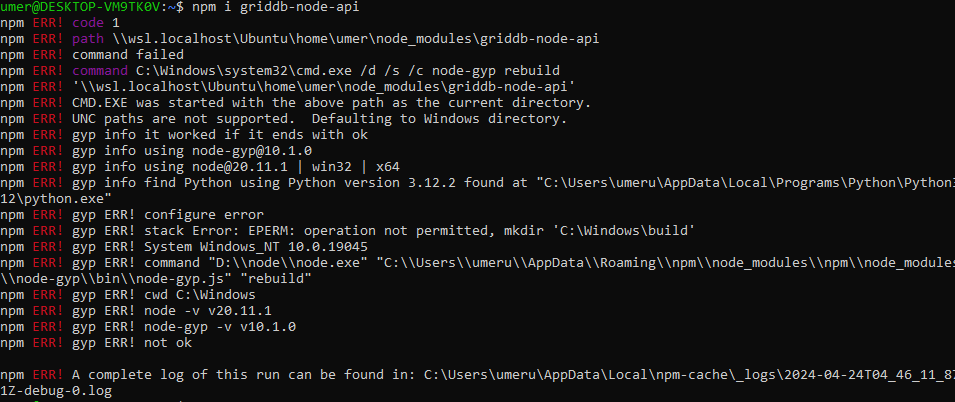 umer@DESKTOP-VM9TK0V:~$ npm i griddb-node-api
npm ERR! code 1
npm ERR! path \\wsl.localhost\Ubuntu\home\umer\node_modules\griddb-node-api
npm ERR! command failed
npm ERR! command C:\Windows\system32\cmd.exe /d /s /c node-gyp rebuild
npm ERR! '\\wsl.localhost\Ubuntu\home\umer\node_modules\griddb-node-api'
npm ERR! CMD.EXE was started with the above path as the current directory.
npm ERR! UNC paths are not supported.  Defaulting to Windows directory.
npm ERR! gyp info it worked if it ends with ok
npm ERR! gyp info using node-gyp@10.1.0
npm ERR! gyp info using node@20.11.1 | win32 | x64
npm ERR! gyp info find Python using Python version 3.12.2 found at "C:\Users\umeru\AppData\Local\Programs\Python\Python3
12\python.exe"
npm ERR! gyp ERR! configure error
npm ERR! gyp ERR! stack Error: EPERM: operation not permitted, mkdir 'C:\Windows\build'
npm ERR! gyp ERR! System Windows_NT 10.0.19045
npm ERR! gyp ERR! command "D:\\node\\node.exe" "C:\\Users\\umeru\\AppData\\Roaming\\npm\\node_modules\\npm\\node_modules
\\node-gyp\\bin\\node-gyp.js" "rebuild"
npm ERR! gyp ERR! cwd C:\Windows
npm ERR! gyp ERR! node -v v20.11.1
npm ERR! gyp ERR! node-gyp -v v10.1.0
npm ERR! gyp ERR! not ok

npm ERR! A complete log of this run can be found in: C:\Users\umeru\AppData\Local\npm-cache\_logs\2024-04-24T04_46_11_87
1Z-debug-0.log